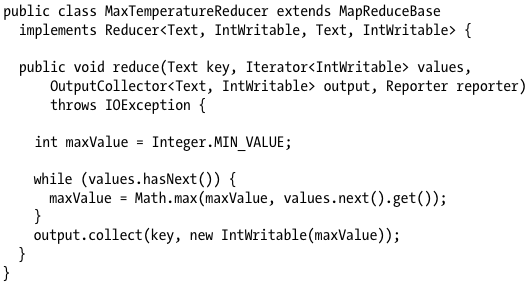 public class MaxTemperatureReducer extends MapReduceBase
  implements Reducer<Text, IntWritable, Text, IntWritable> {

  public void reduce(Text key, Iterator<IntWritable> values,
      OutputCollector<Text, IntWritable> output, Reporter reporter)
      throws IOException {

    int maxValue = Integer.MIN_VALUE;

    while (values.hasNext()) {
      maxValue = Math.max(maxValue, values.next().get());
    }
    output.collect(key, new IntWritable(maxValue));
  }
}